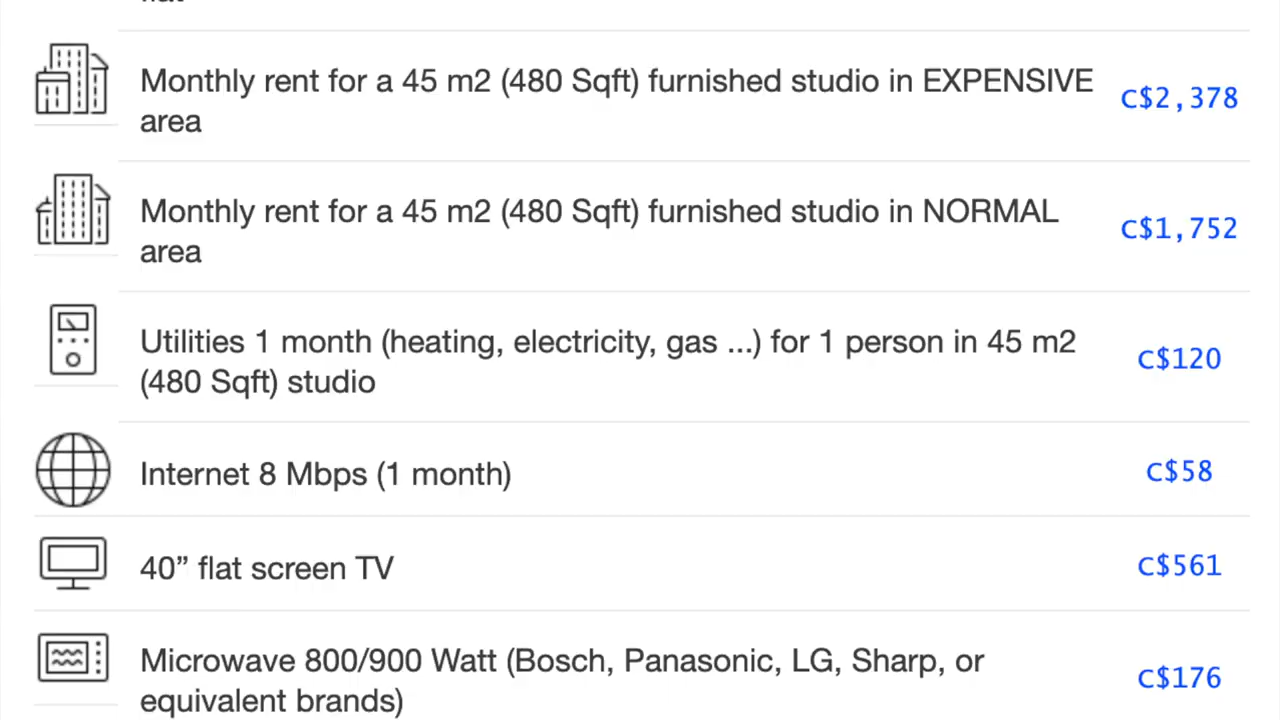 Monthly rent for a 45 m2 (480 Sqft) furnished studio in EXPENSIVE
area
C$2,378
Monthly rent for a 45 m2 (480 Sqft) furnished studio in NORMAL
area
C$1,752
Utilities 1 month (heating, electricity, gas ...) for 1 person in 45 m2
(480 Sqft) studio
C$120
Internet 8 Mbps (1 month)
C$58
40” flat screen TV
C$561
Microwave 800/900 Watt (Bosch, Panasonic, LG, Sharp, or
equivalent brands)
C$176